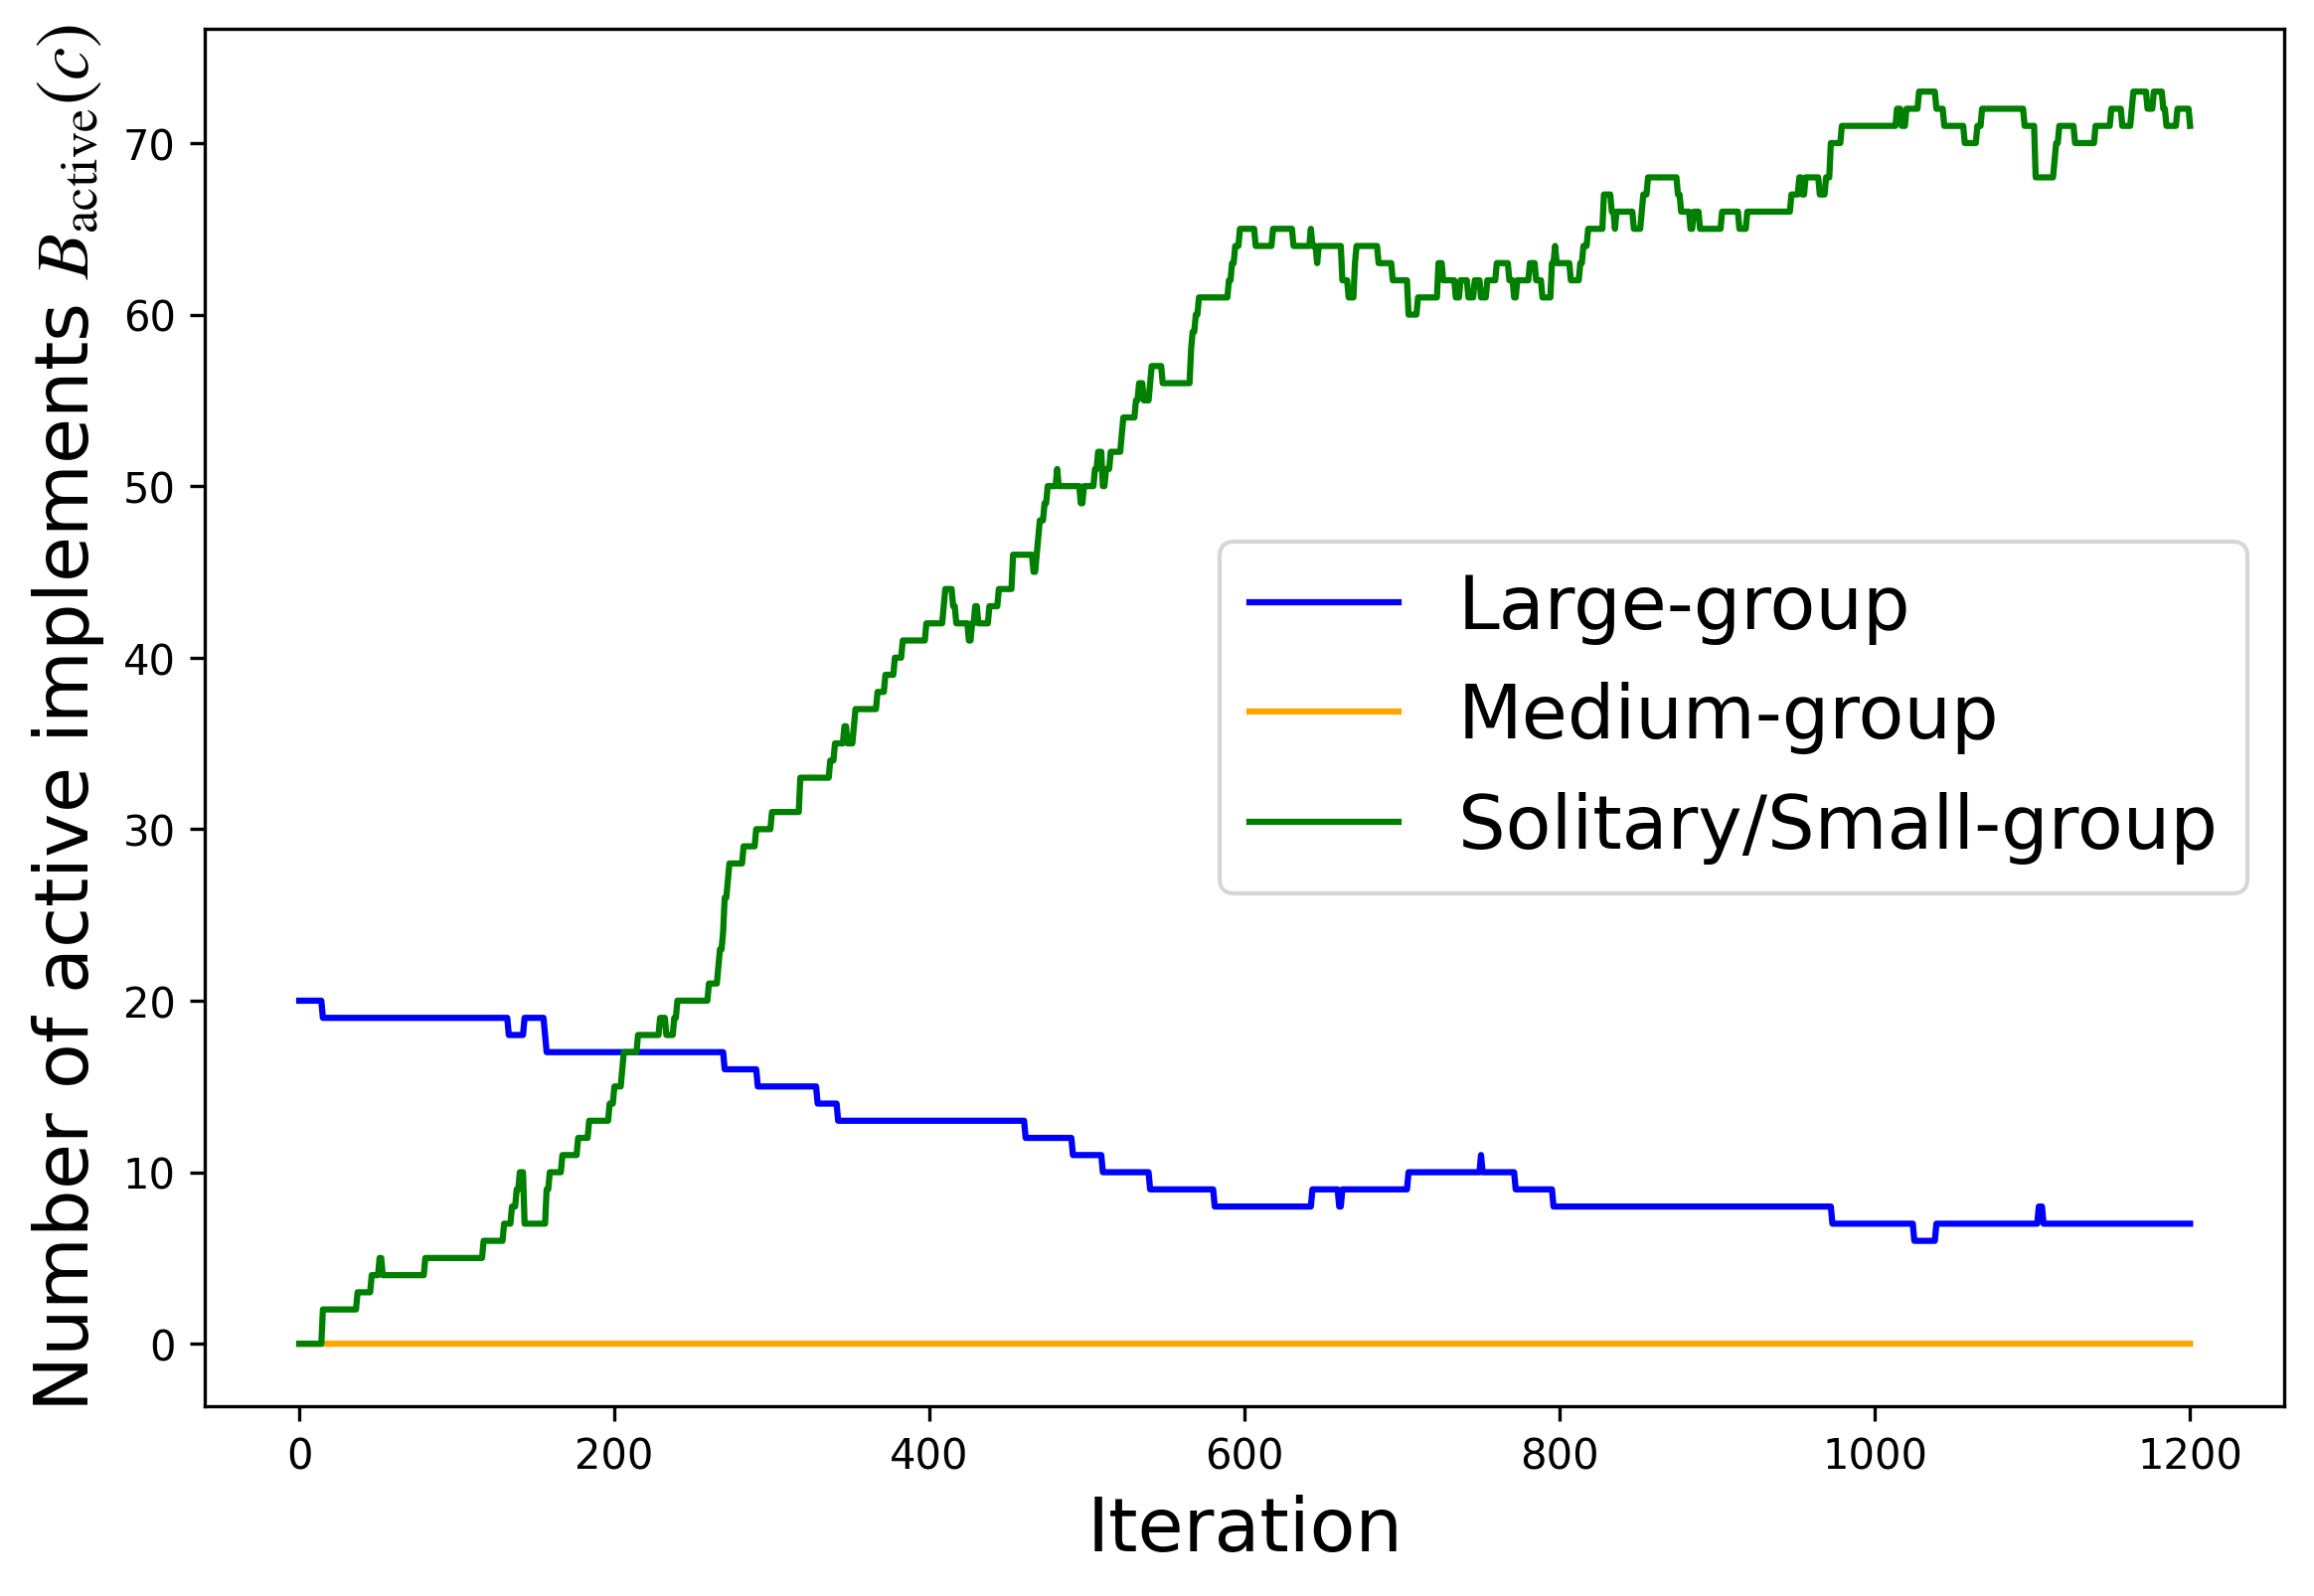 Number of active implements B_active(c)
70
60
50
40
30
20
10
0
Large-group
Medium-group
Solitary/Small-group
0 200 400 600 800 1000 1200
Iteration